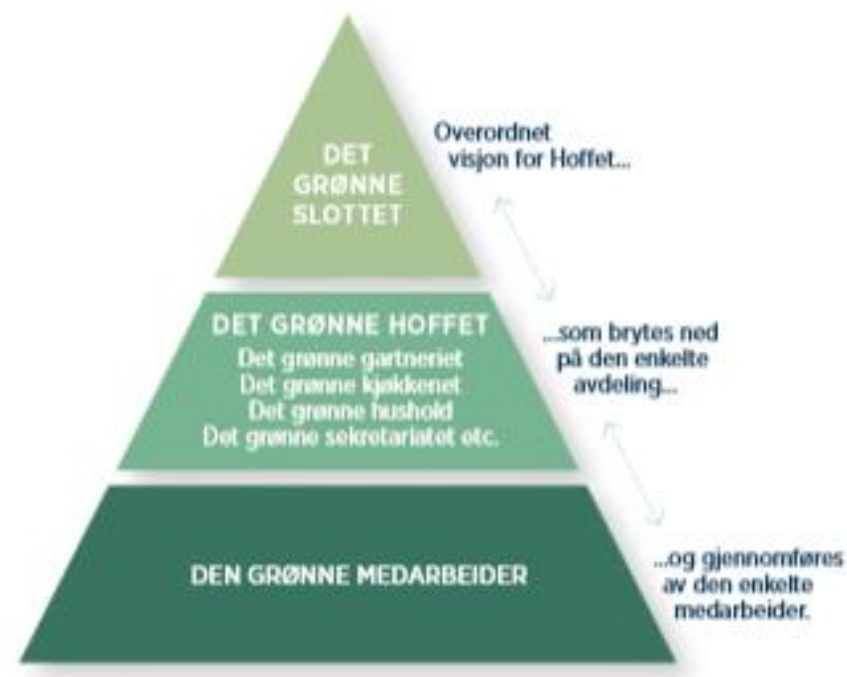 DET
GRØNNE
SLOTTET
Overordnet
visjon for Hoffet...
DET GRØNNE HOFFET
Det grønne gartneriet
Det grønne kjøkkenet
Det grønne hushold
Det grønne sekretariatet etc.
...som brytes ned
på den enkelte
avdeling...
DEN GRØNNE MEDARBEIDER
...og gjennomføres
av den enkelte
medarbeider.